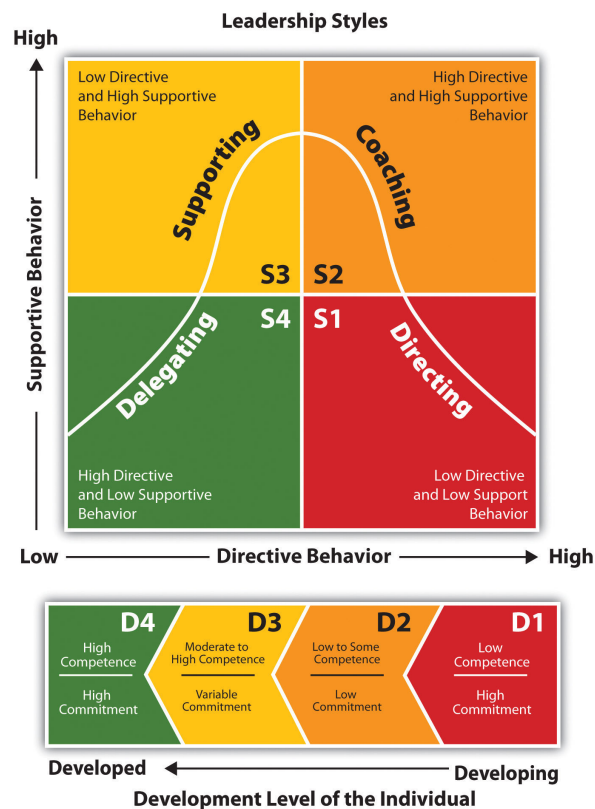 Leadership Styles
High
Low Directive
and High Supportive
Behavior
High Directive
and High Supportive
Behavior
Supporting
Coaching
Supportive Behavior
S3
S2
S4
S1
Delegating
Directing
High Directive
and Low Supportive
Behavior
Low Directive
and Low Support
Behavior
Low
Directive Behavior
High
D4
High
Competence
High
Commitment
D3
Moderate to
High Competence
Variable
Commitment
D2
Low to Some
Competence
Low
Commitment
D1
Low
Competence
High
Commitment
Developed
Developing
Development Level of the Individual